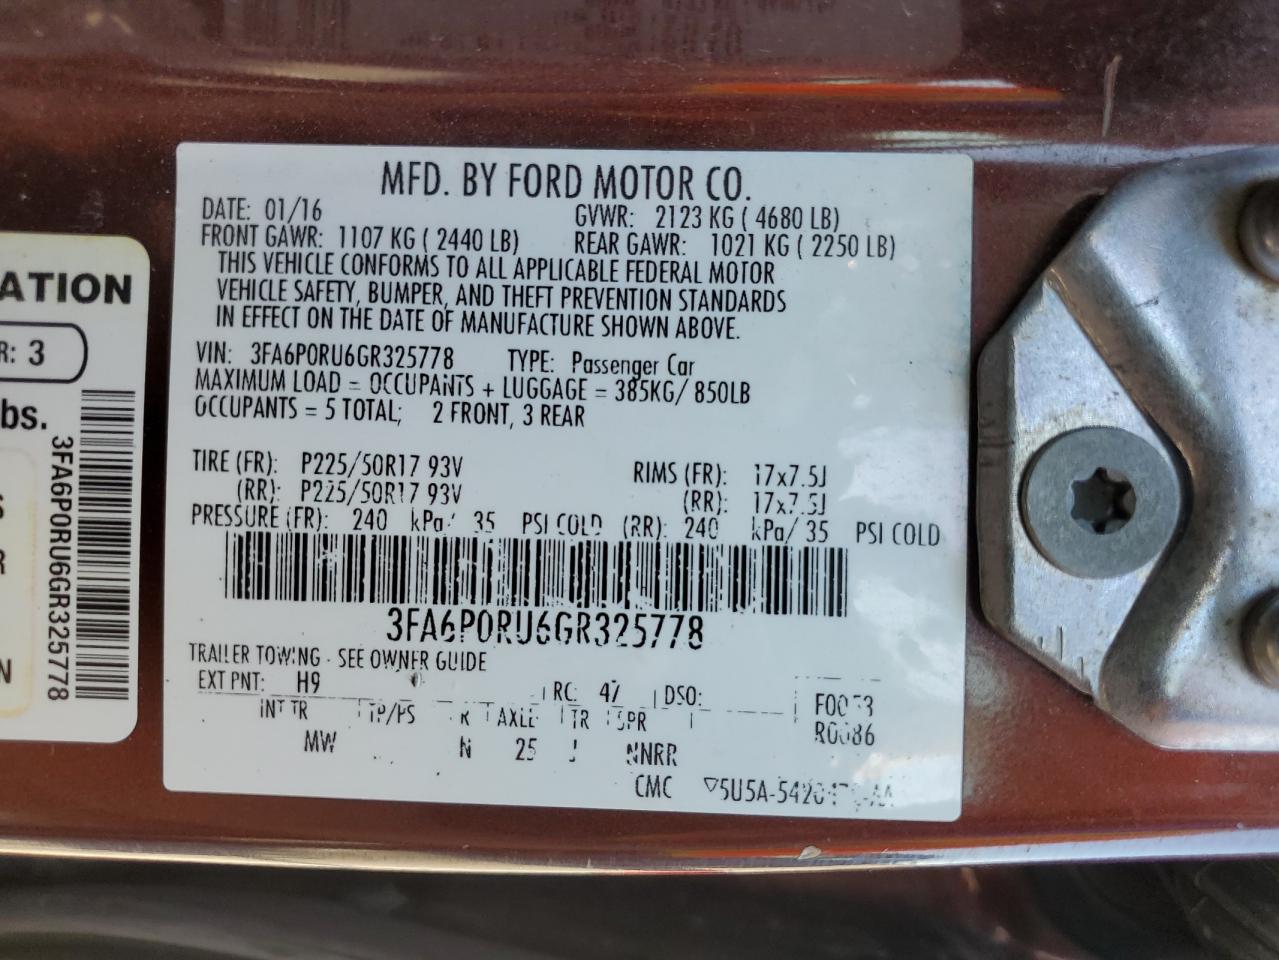 MFD. BY FORD MOTOR CO.
DATE: 01/16 GVWR: 2123 KG ( 4680 LB)
FRONT GAWR: 1107 KG ( 2440 LB) REAR GAWR: 1021 KG ( 2250 LB)
THIS VEHICLE CONFORMS TO ALL APPLICABLE FEDERAL MOTOR
VEHICLE SAFETY, BUMPER, AND THEFT PREVENTION STANDARDS
IN EFFECT ON THE DATE OF MANUFACTURE SHOWN ABOVE.
VIN: 3FA6P0RU6GR325778 TYPE: Passenger Car
MAXIMUM LOAD = OCCUPANTS + LUGGAGE = 385KG/ 850LB
OCCUPANTS = 5 TOTAL; 2 FRONT, 3 REAR
TIRE (FR): P225/50R17 93V RIMS (FR): 17x7.5J
(RR): P225/50R17 93V (RR): 17x7.5J
PRESSURE (FR): 240 kPa/ 35 PSI COLD (RR): 240 kPa/ 35 PSI COLD
3FA6P0RU6GR325778
TRAILER TOWING - SEE OWNER GUIDE
EXT PNT: H9 RC: 47 DSO:
INT TR TP/PS R AXLE TR SPR
R0086
MW N 25 J NNRR
CMC
ATION
R: 3
bs.
S
R
N
3FA6P0RU6GR325778